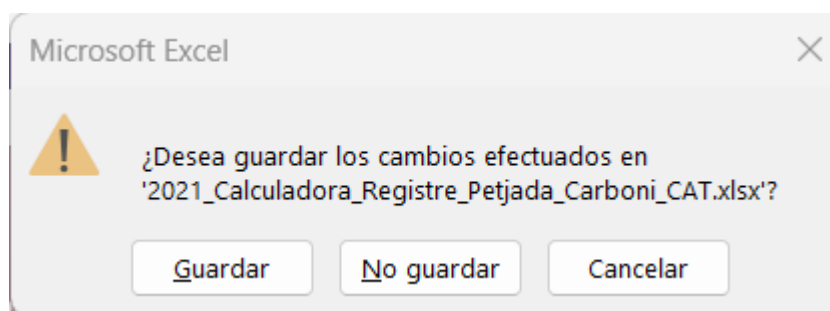 Microsoft Excel
¿Desea guardar los cambios efectuados en
'2021_Calculadora_Registre_Petjada_Carboni_CAT.xlsx'?
Guardar No guardar Cancelar